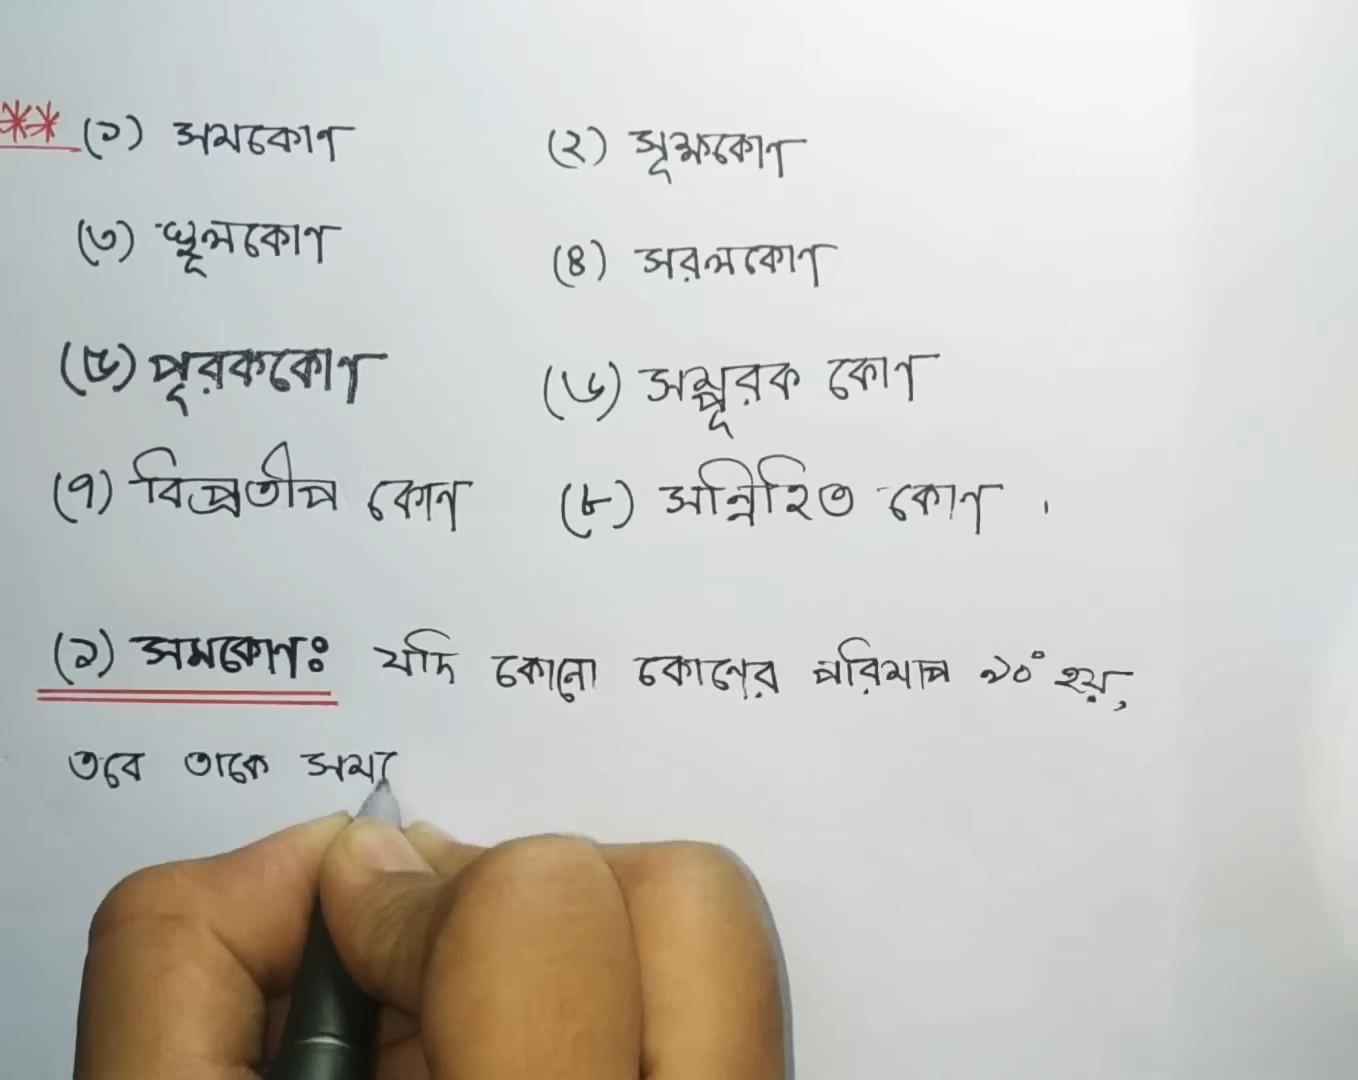 ** (১) সমকোণ (২) সূক্ষকোণ
(৩) স্থূলকোণ (৪) সরলকোণ
(৫) পূরককোণ (৬) সম্পূরক কোণ
(৭) বিপ্রতীপ কোণ (৮) সন্নিহিত কোণ ।
(১) সমকোণঃ যদি কোনো কোণের পরিমাপ ৯০° হয়,
তবে তাকে সম